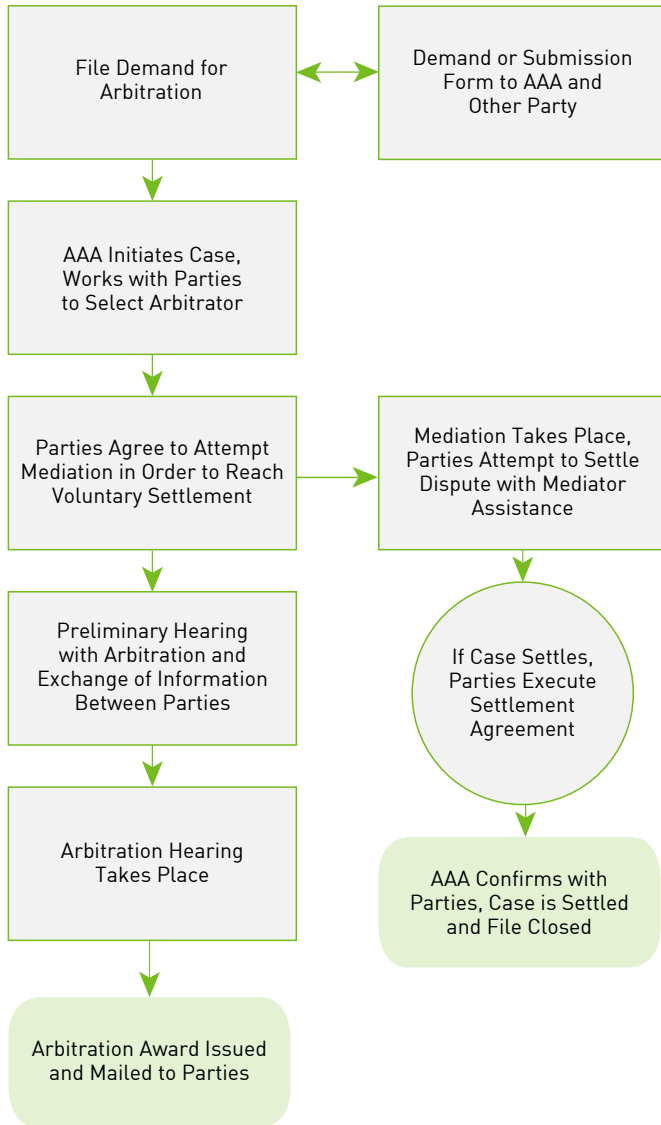 File Demand for
Arbitration
Demand or Submission
Form to AAA and
Other Party
AAA Initiates Case,
Works with Parties
to Select Arbitrator
Parties Agree to Attempt
Mediation in Order to Reach
Voluntary Settlement
Mediation Takes Place,
Parties Attempt to Settle
Dispute with Mediator
Assistance
Preliminary Hearing
with Arbitration and
Exchange of Information
Between Parties
If Case Settles,
Parties Execute
Settlement
Agreement
Arbitration Hearing
Takes Place
AAA Confirms with
Parties, Case is Settled
and File Closed
Arbitration Award Issued
and Mailed to Parties